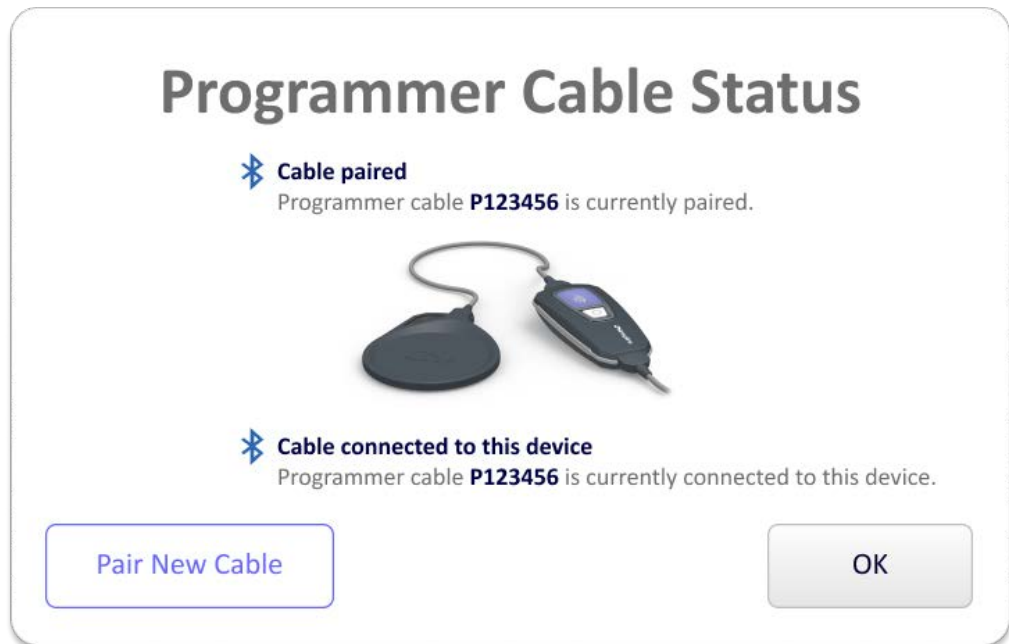 Programmer Cable Status
Cable paired
Programmer cable P123456 is currently paired.
Cable connected to this device
Programmer cable P123456 is currently connected to this device.
Pair New Cable
OK